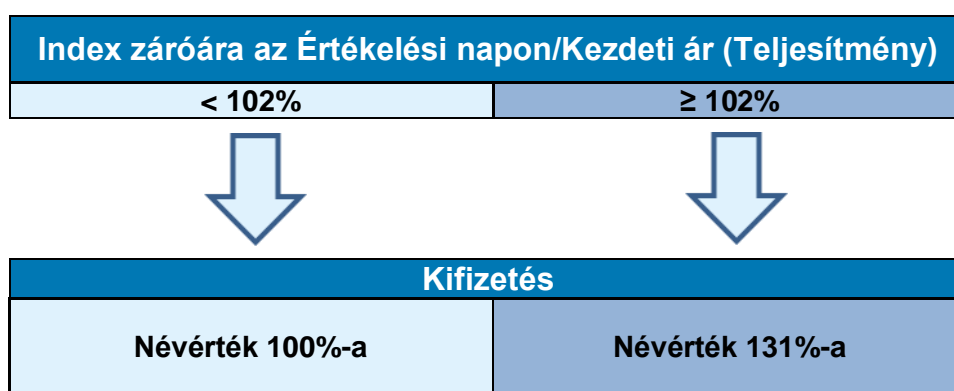 Index záróára az Értékelési napon/Kezdeti ár (Teljesítmény)
< 102%
≥ 102%
Kifizetés
Névérték 100%-a
Névérték 131%-a